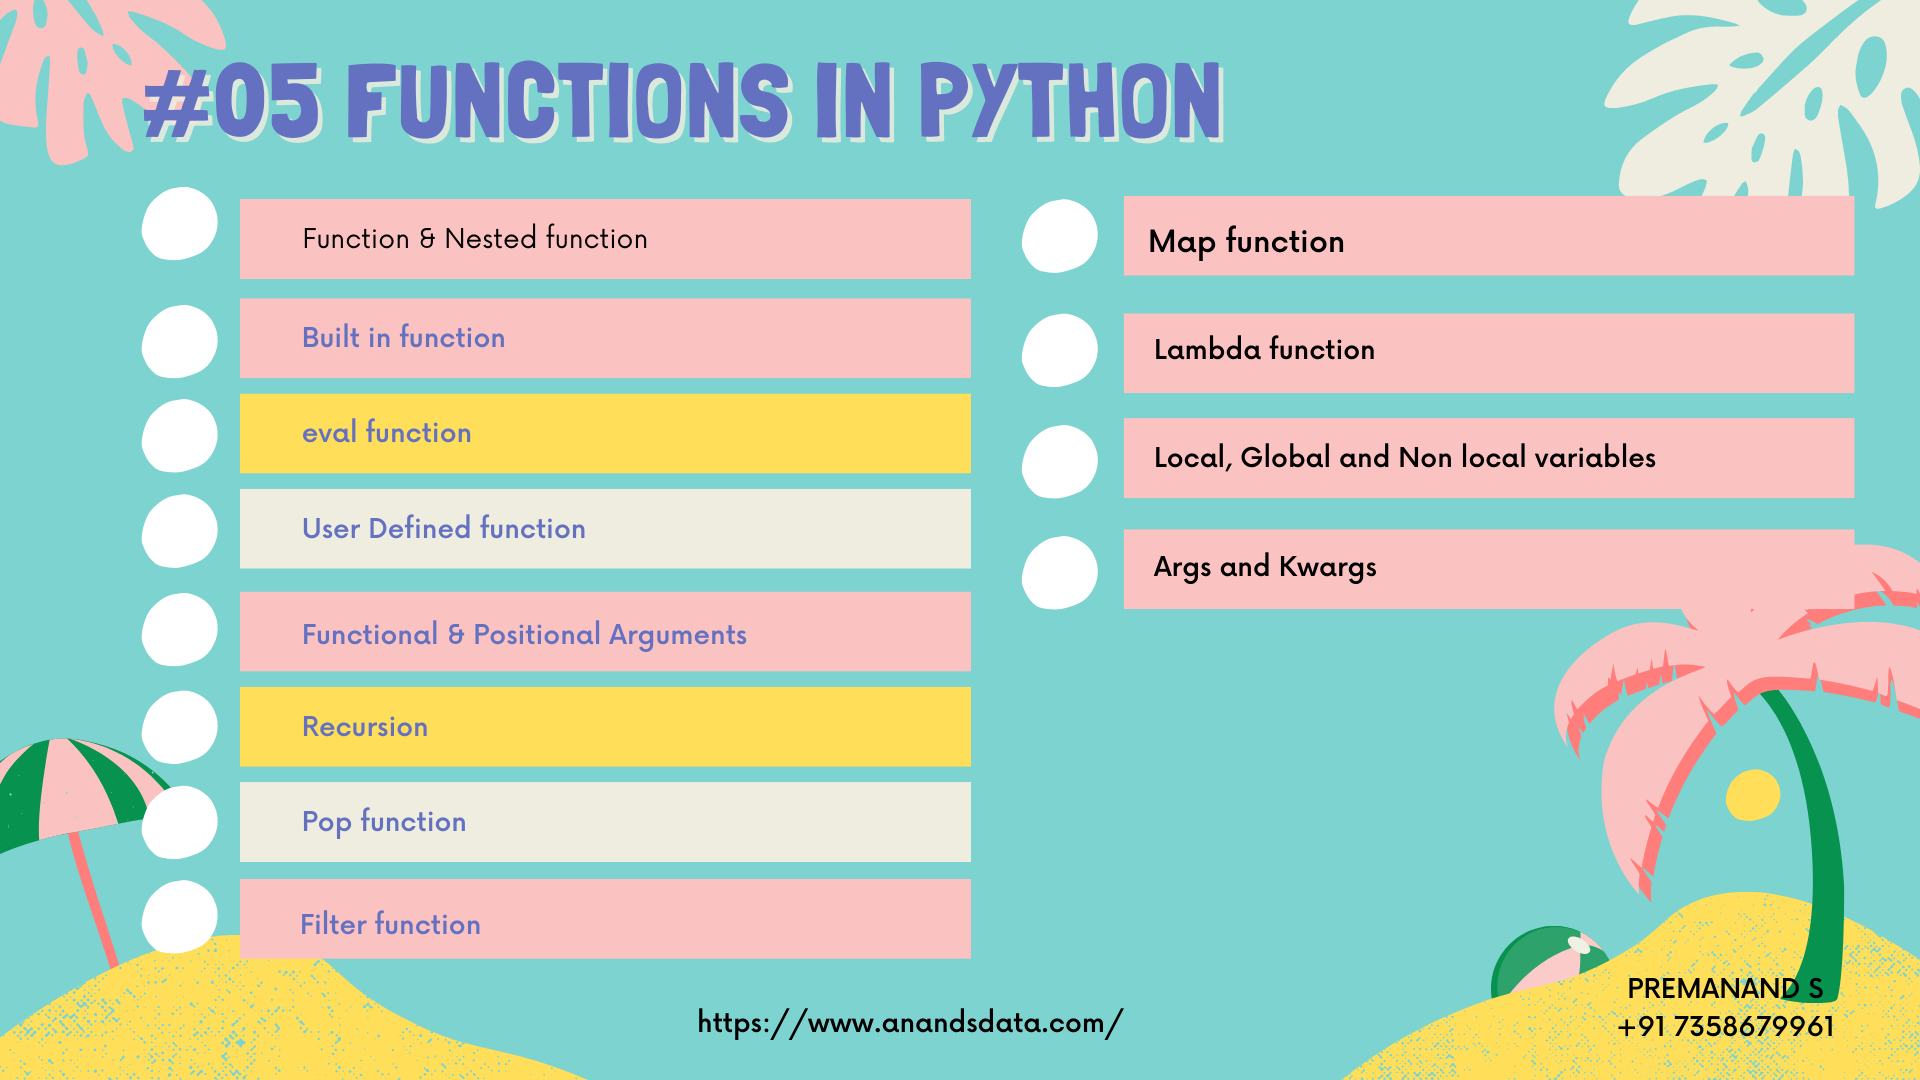 #05 FUNCTIONS IN PYTHON
Function & Nested function
Built in function
eval function
User Defined function
Functional & Positional Arguments
Recursion
Pop function
Filter function
Map function
Lambda function
Local, Global and Non local variables
Args and Kwargs
https://www.anandsdata.com/
PREMANAND S
+91 7358679961